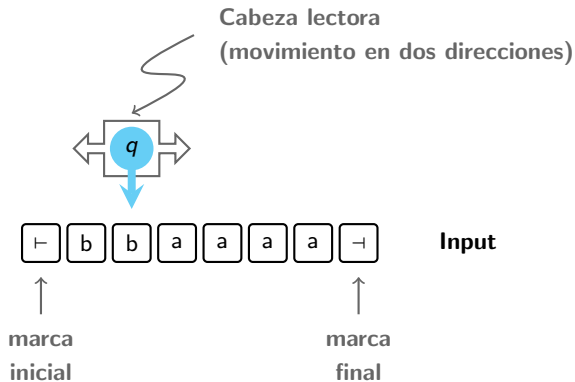 Cabeza lectora
(movimiento en dos direcciones)
q
⊢ b b a a a a ⊣ Input
marca marca
inicial final